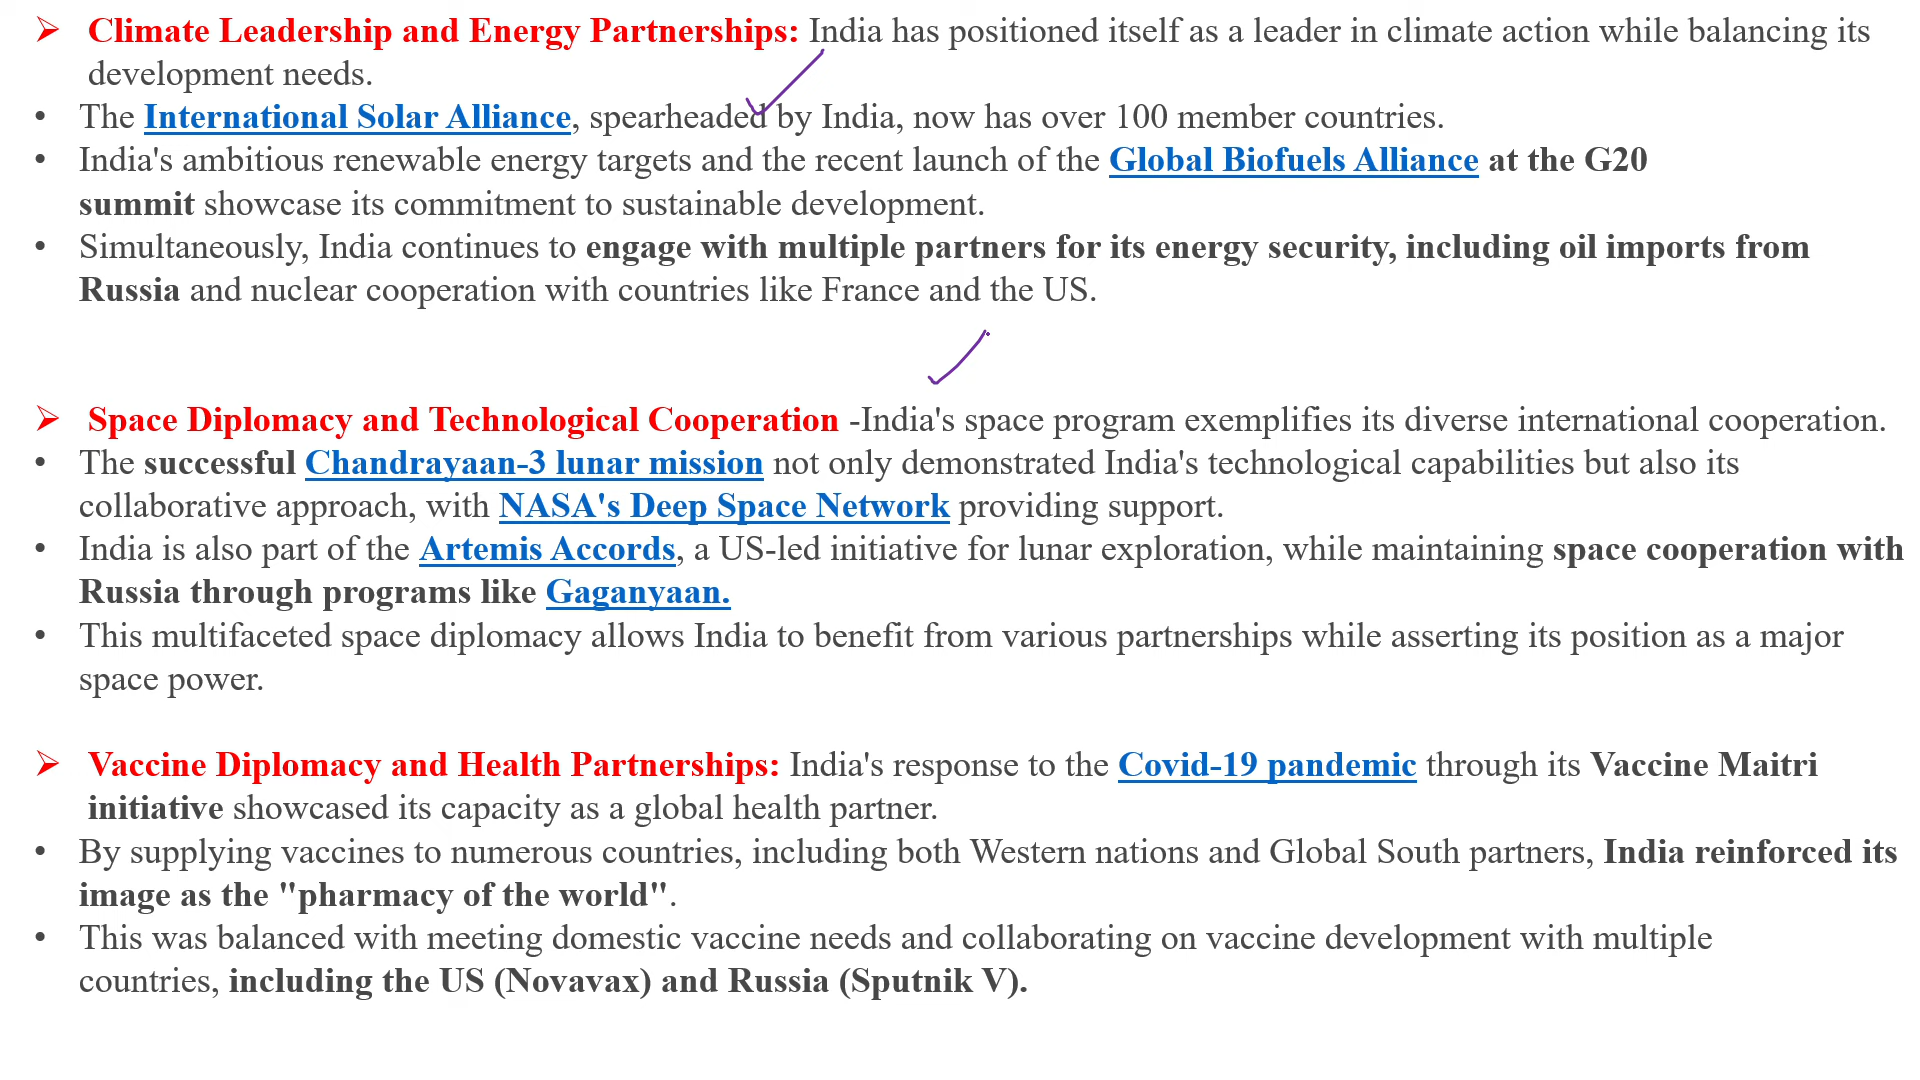 ➢ Climate Leadership and Energy Partnerships: India has positioned itself as a leader in climate action while balancing its
development needs.
• The International Solar Alliance, spearheaded by India, now has over 100 member countries.
• India's ambitious renewable energy targets and the recent launch of the Global Biofuels Alliance at the G20
summit showcase its commitment to sustainable development.
• Simultaneously, India continues to engage with multiple partners for its energy security, including oil imports from
Russia and nuclear cooperation with countries like France and the US.
➢ Space Diplomacy and Technological Cooperation -India's space program exemplifies its diverse international cooperation.
• The successful Chandrayaan-3 lunar mission not only demonstrated India's technological capabilities but also its
collaborative approach, with NASA's Deep Space Network providing support.
• India is also part of the Artemis Accords, a US-led initiative for lunar exploration, while maintaining space cooperation with
Russia through programs like Gaganyaan.
• This multifaceted space diplomacy allows India to benefit from various partnerships while asserting its position as a major
space power.
➢ Vaccine Diplomacy and Health Partnerships: India's response to the Covid-19 pandemic through its Vaccine Maitri
initiative showcased its capacity as a global health partner.
• By supplying vaccines to numerous countries, including both Western nations and Global South partners, India reinforced its
image as the "pharmacy of the world".
• This was balanced with meeting domestic vaccine needs and collaborating on vaccine development with multiple
countries, including the US (Novavax) and Russia (Sputnik V).